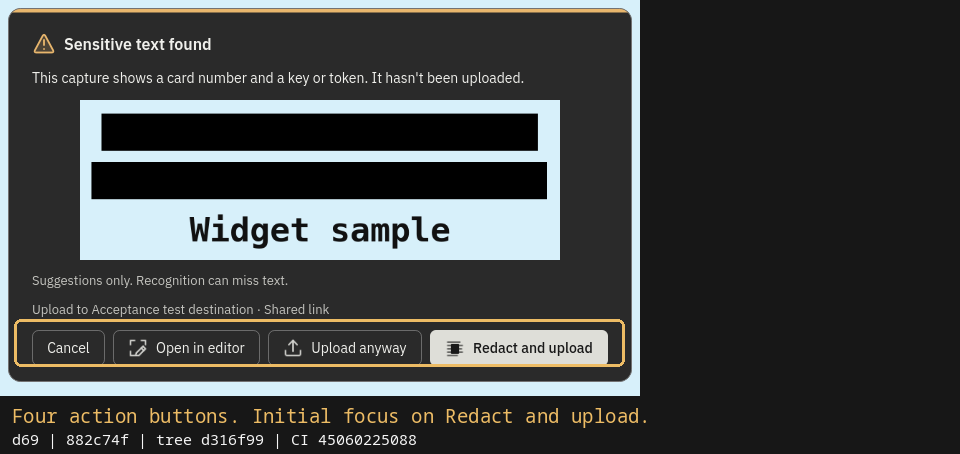 Sensitive text found
This capture shows a card number and a key or token. It hasn't been uploaded.
Widget sample
Suggestions only. Recognition can miss text.
Upload to Acceptance test destination · Shared link
Cancel Open in editor Upload anyway Redact and upload
Four action buttons. Initial focus on Redact and upload.
d69 | 882c74f | tree d316f99 | CI 45060225088